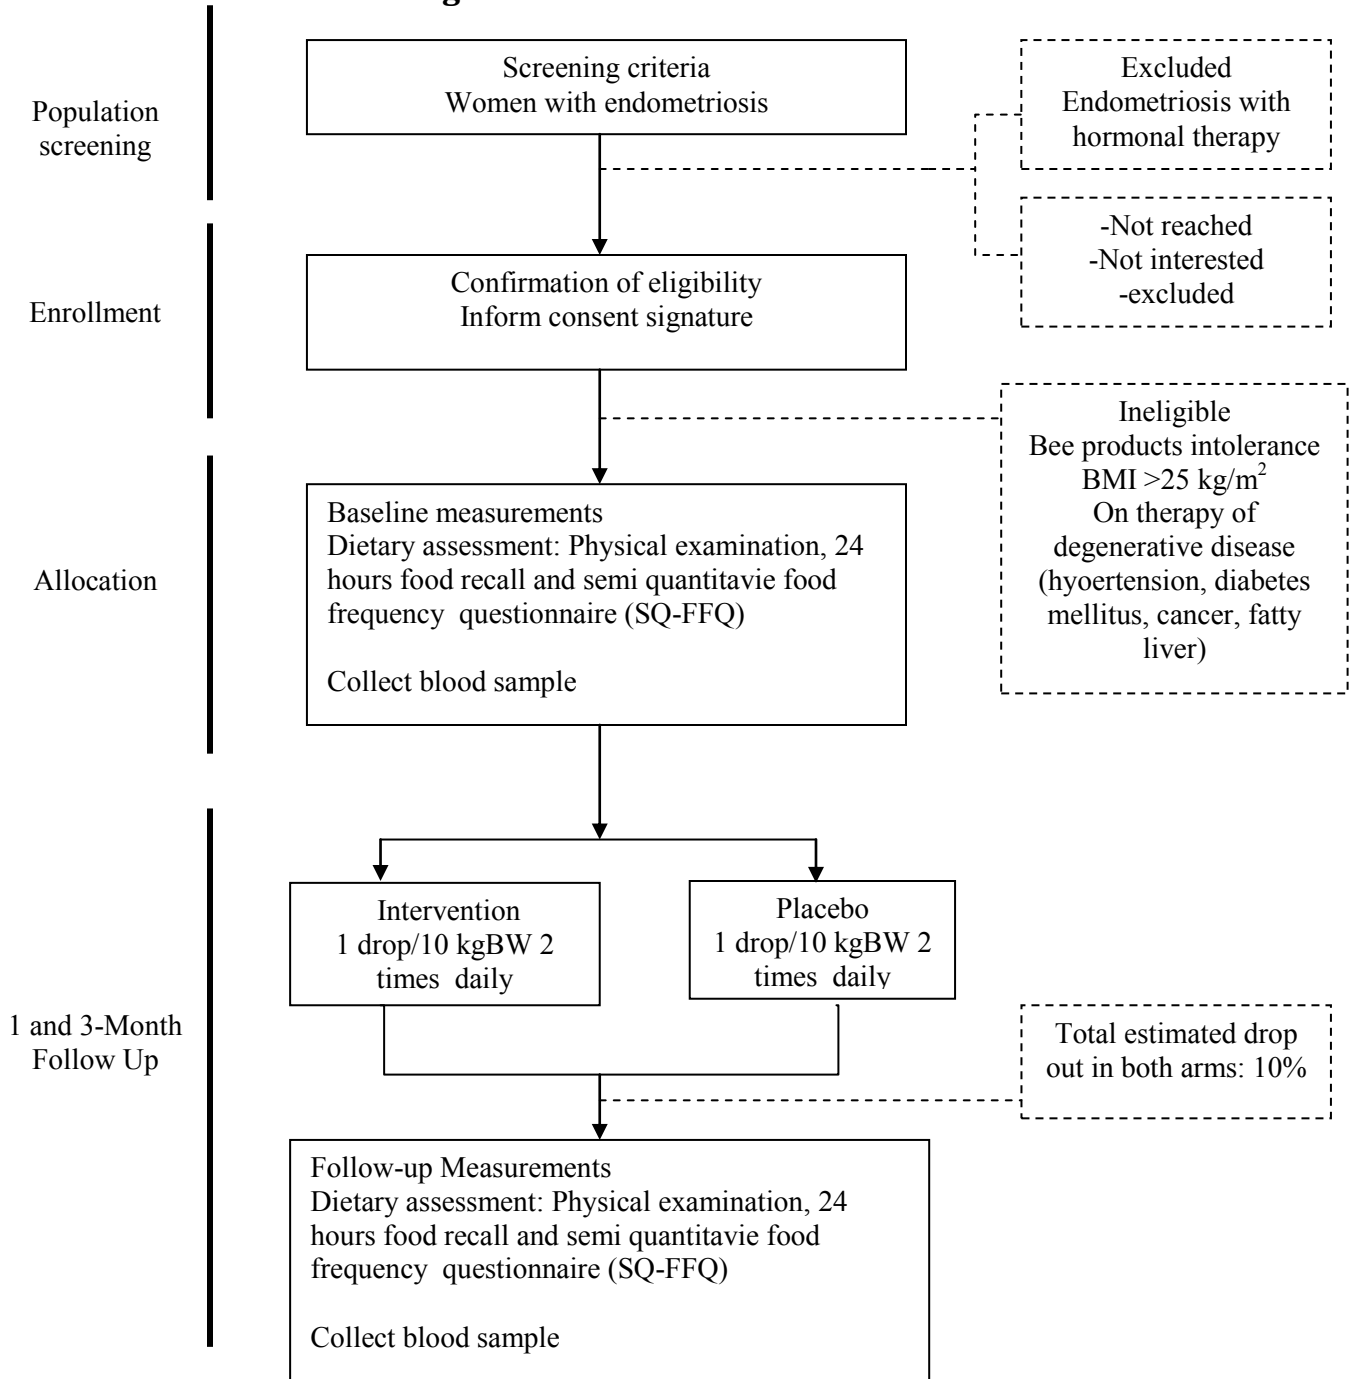 Population
screening
Screening criteria
Women with endometriosis
Excluded
Endometriosis with
hormonal therapy
-Not reached
-Not interested
-excluded
Enrollment
Confirmation of eligibility
Inform consent signature
Ineligible
Bee products intolerance
BMI >25 kg/m²
On therapy of
degenerative disease
(hyoertension, diabetes
mellitus, cancer, fatty
liver)
Allocation
Baseline measurements
Dietary assessment: Physical examination, 24
hours food recall and semi quantitavie food
frequency questionnaire (SQ-FFQ)
Collect blood sample
1 and 3-Month
Follow Up
Intervention
1 drop/10 kgBW 2
times daily
Placebo
1 drop/10 kgBW 2
times daily
Total estimated drop
out in both arms: 10%
Follow-up Measurements
Dietary assessment: Physical examination, 24
hours food recall and semi quantitavie food
frequency questionnaire (SQ-FFQ)
Collect blood sample